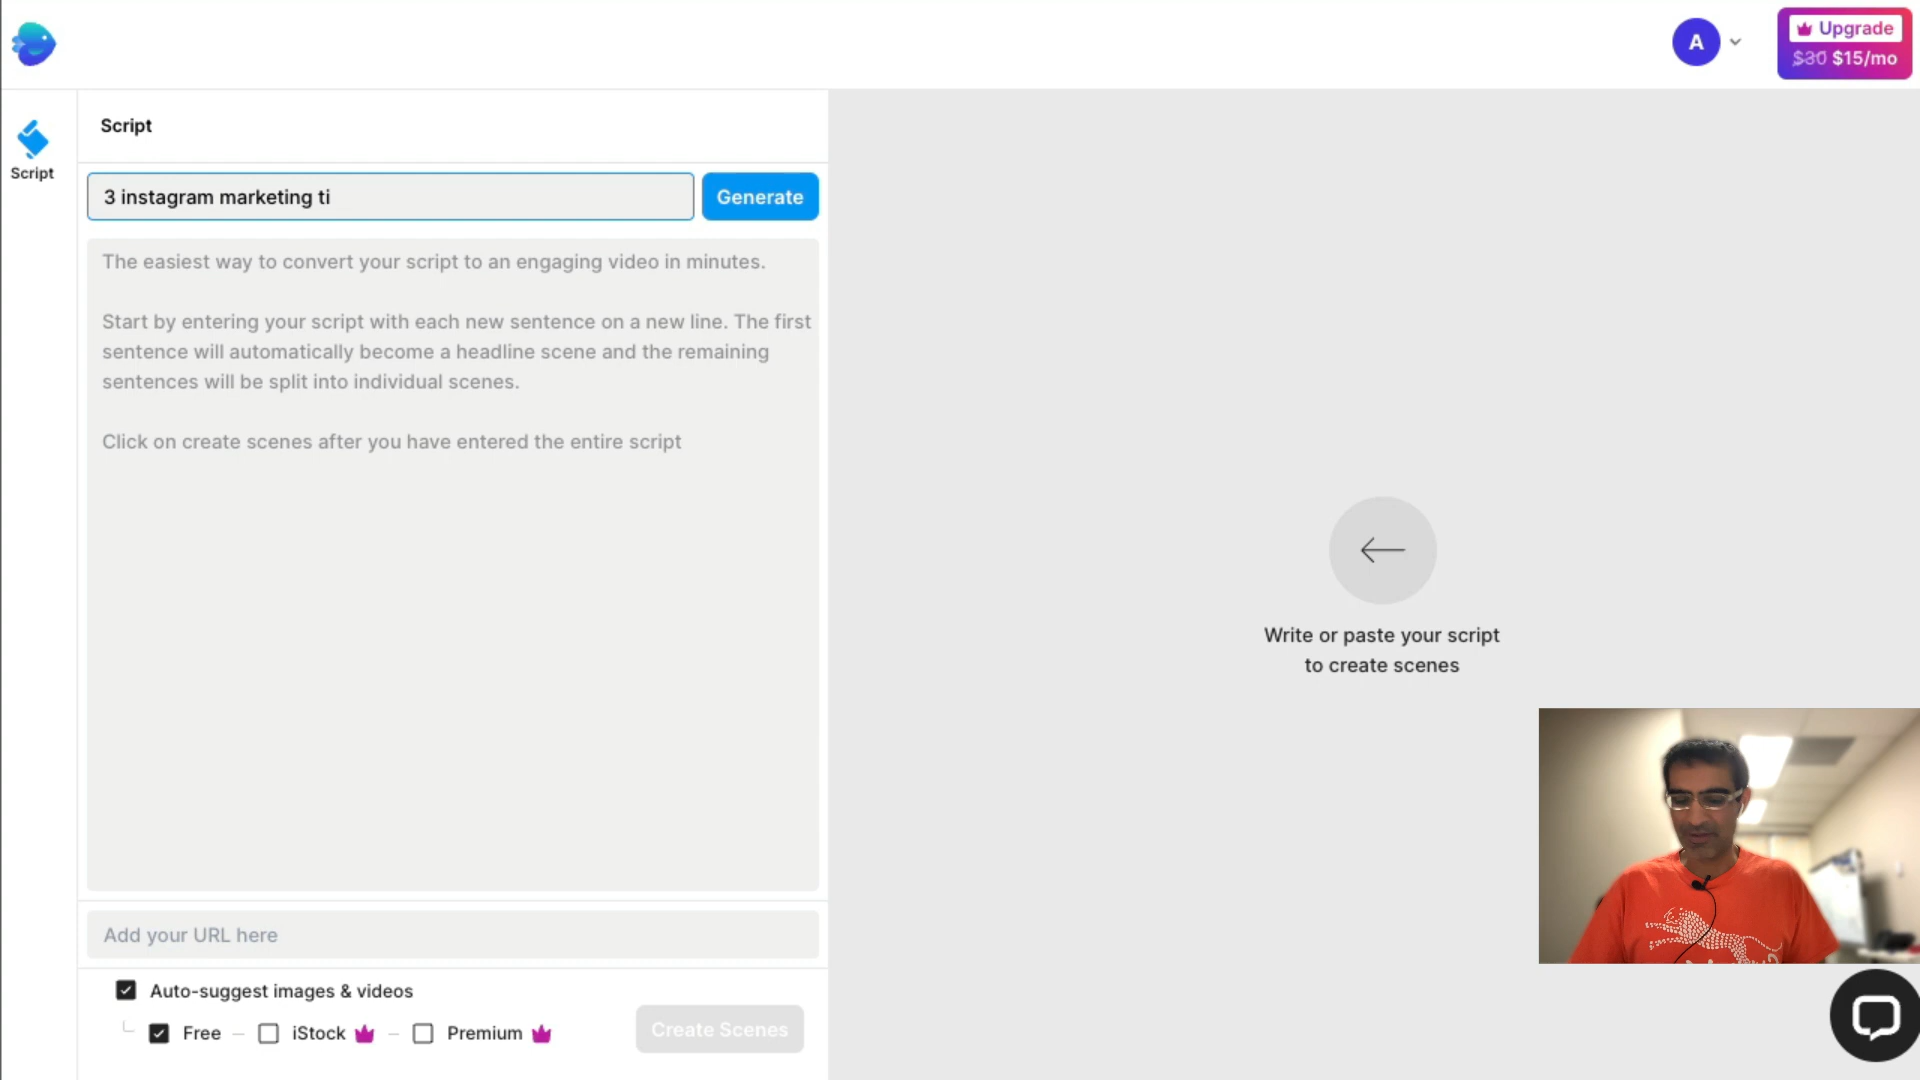 A
Upgrade
$30 $15/mo
Script
Script
3 instagram marketing ti
Generate
The easiest way to convert your script to an engaging video in minutes.
Start by entering your script with each new sentence on a new line. The first
sentence will automatically become a headline scene and the remaining
sentences will be split into individual scenes.
Click on create scenes after you have entered the entire script
Write or paste your script
to create scenes
Add your URL here
Auto-suggest images & videos
Free
iStock
Premium
Create Scenes